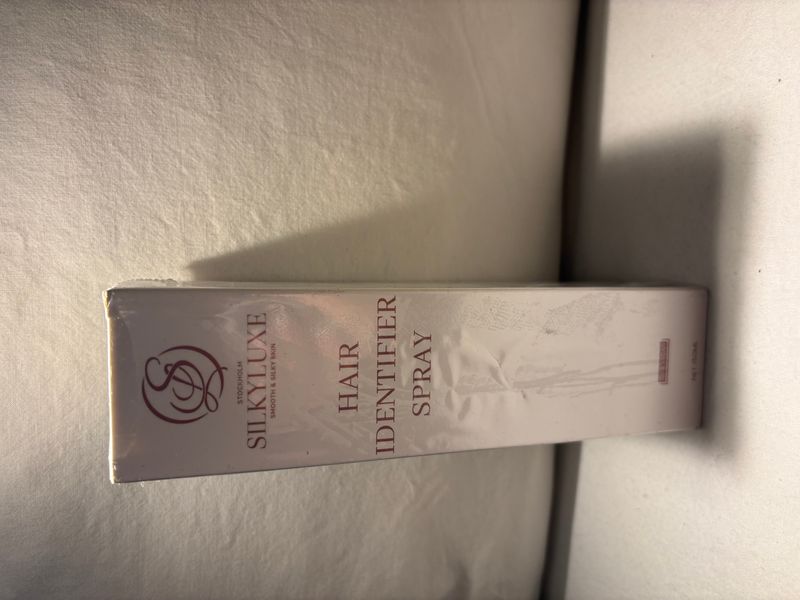 STOCKHOLM
SILKYLUXE
SMOOTH & SILKY SKIN
HAIR
IDENTIFIER
SPRAY